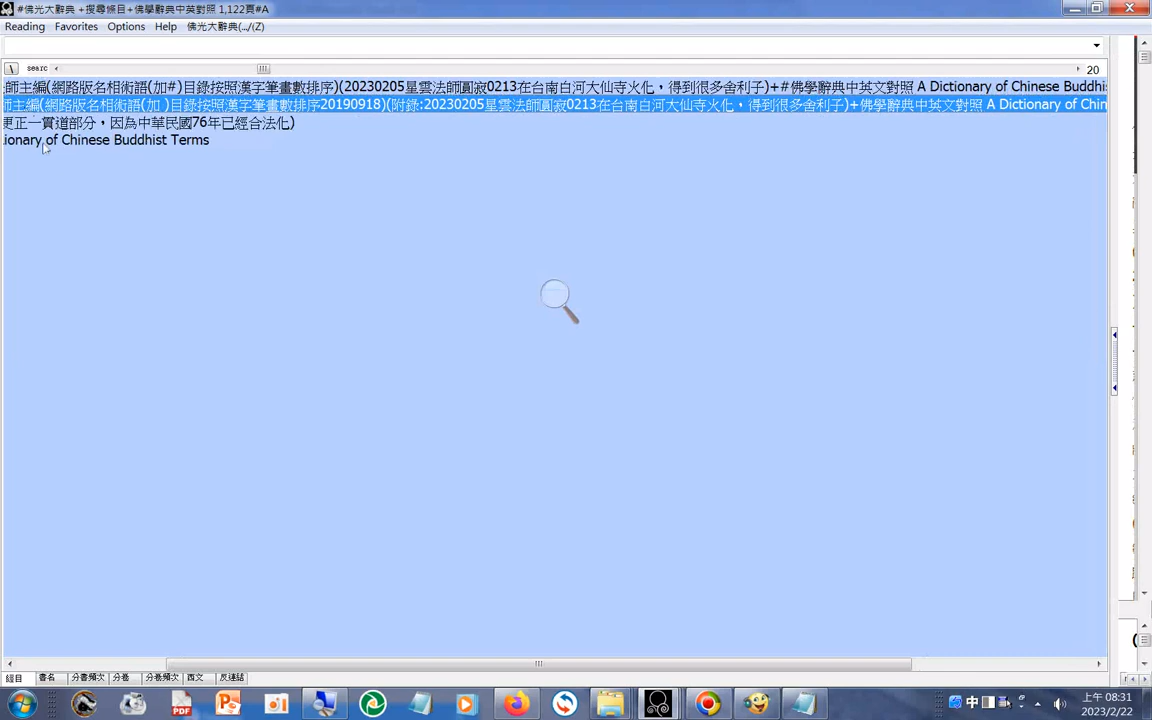 #佛光大辭典 +搜尋條目+佛學辭典中英對照 1,122頁#A
Reading Favorites Options Help 佛光大辭典(.../(Z)
searc
20
師主編(網路版名相術語(加#)目錄按照漢字筆畫數排序)(20230205星雲法師圓寂0213在台南白河大仙寺火化，得到很多舍利子)+#佛學辭典中英文對照 A Dictionary of Chinese Buddhis
師主編(網路版名相術語(加 )目錄按照漢字筆畫數排序20190918)(附錄:20230205星雲法師圓寂0213在台南白河大仙寺火化，得到很多舍利子)+佛學辭典中英文對照 A Dictionary of Chin
更正一貫道部分，因為中華民國76年已經合法化)
tionary of Chinese Buddhist Terms
經目 書名 分書頻次 分卷 分卷頻次 西文 反連結
PDF
中
上午 08:31
2023/2/22